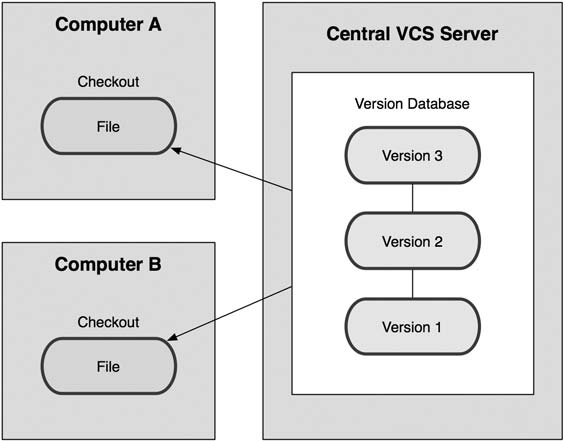 Computer A
Checkout
File
Computer B
Checkout
File
Central VCS Server
Version Database
Version 3
Version 2
Version 1